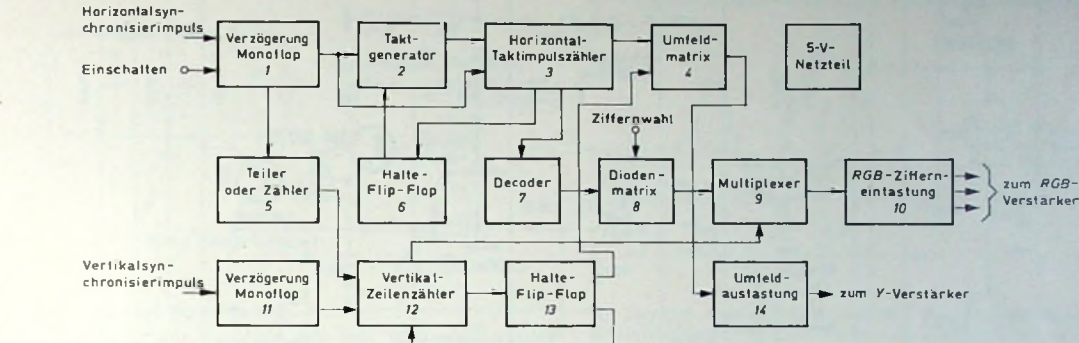 Horizontalsyn-
chronisierimpuls
Einschalten
Verzögerung
Monoflop
1
Takt-
generator
2
Horizontal-
Taktimpulszähler
3
Umfeld-
matrix
4
5-V-
Netzteil
Ziffernwahl
Teiler
oder Zähler
5
Halte-
Flip-Flop
6
Decoder
7
Dioden-
matrix
8
Multiplexer
9
RGB-Ziffern-
eintastung
10
zum RGB-
Verstärker
Vertikalsyn-
chronisierimpuls
Verzögerung
Monoflop
11
Vertikal-
Zeilenzähler
12
Halte-
Flip-Flop
13
Umfeld-
austastung
14
zum Y-Verstärker